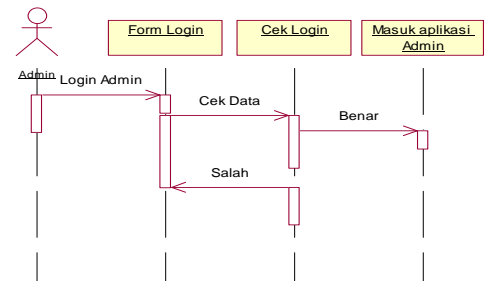 Form Login
Cek Login
Masuk aplikasi
Admin
Admin
Login Admin
Cek Data
Benar
Salah